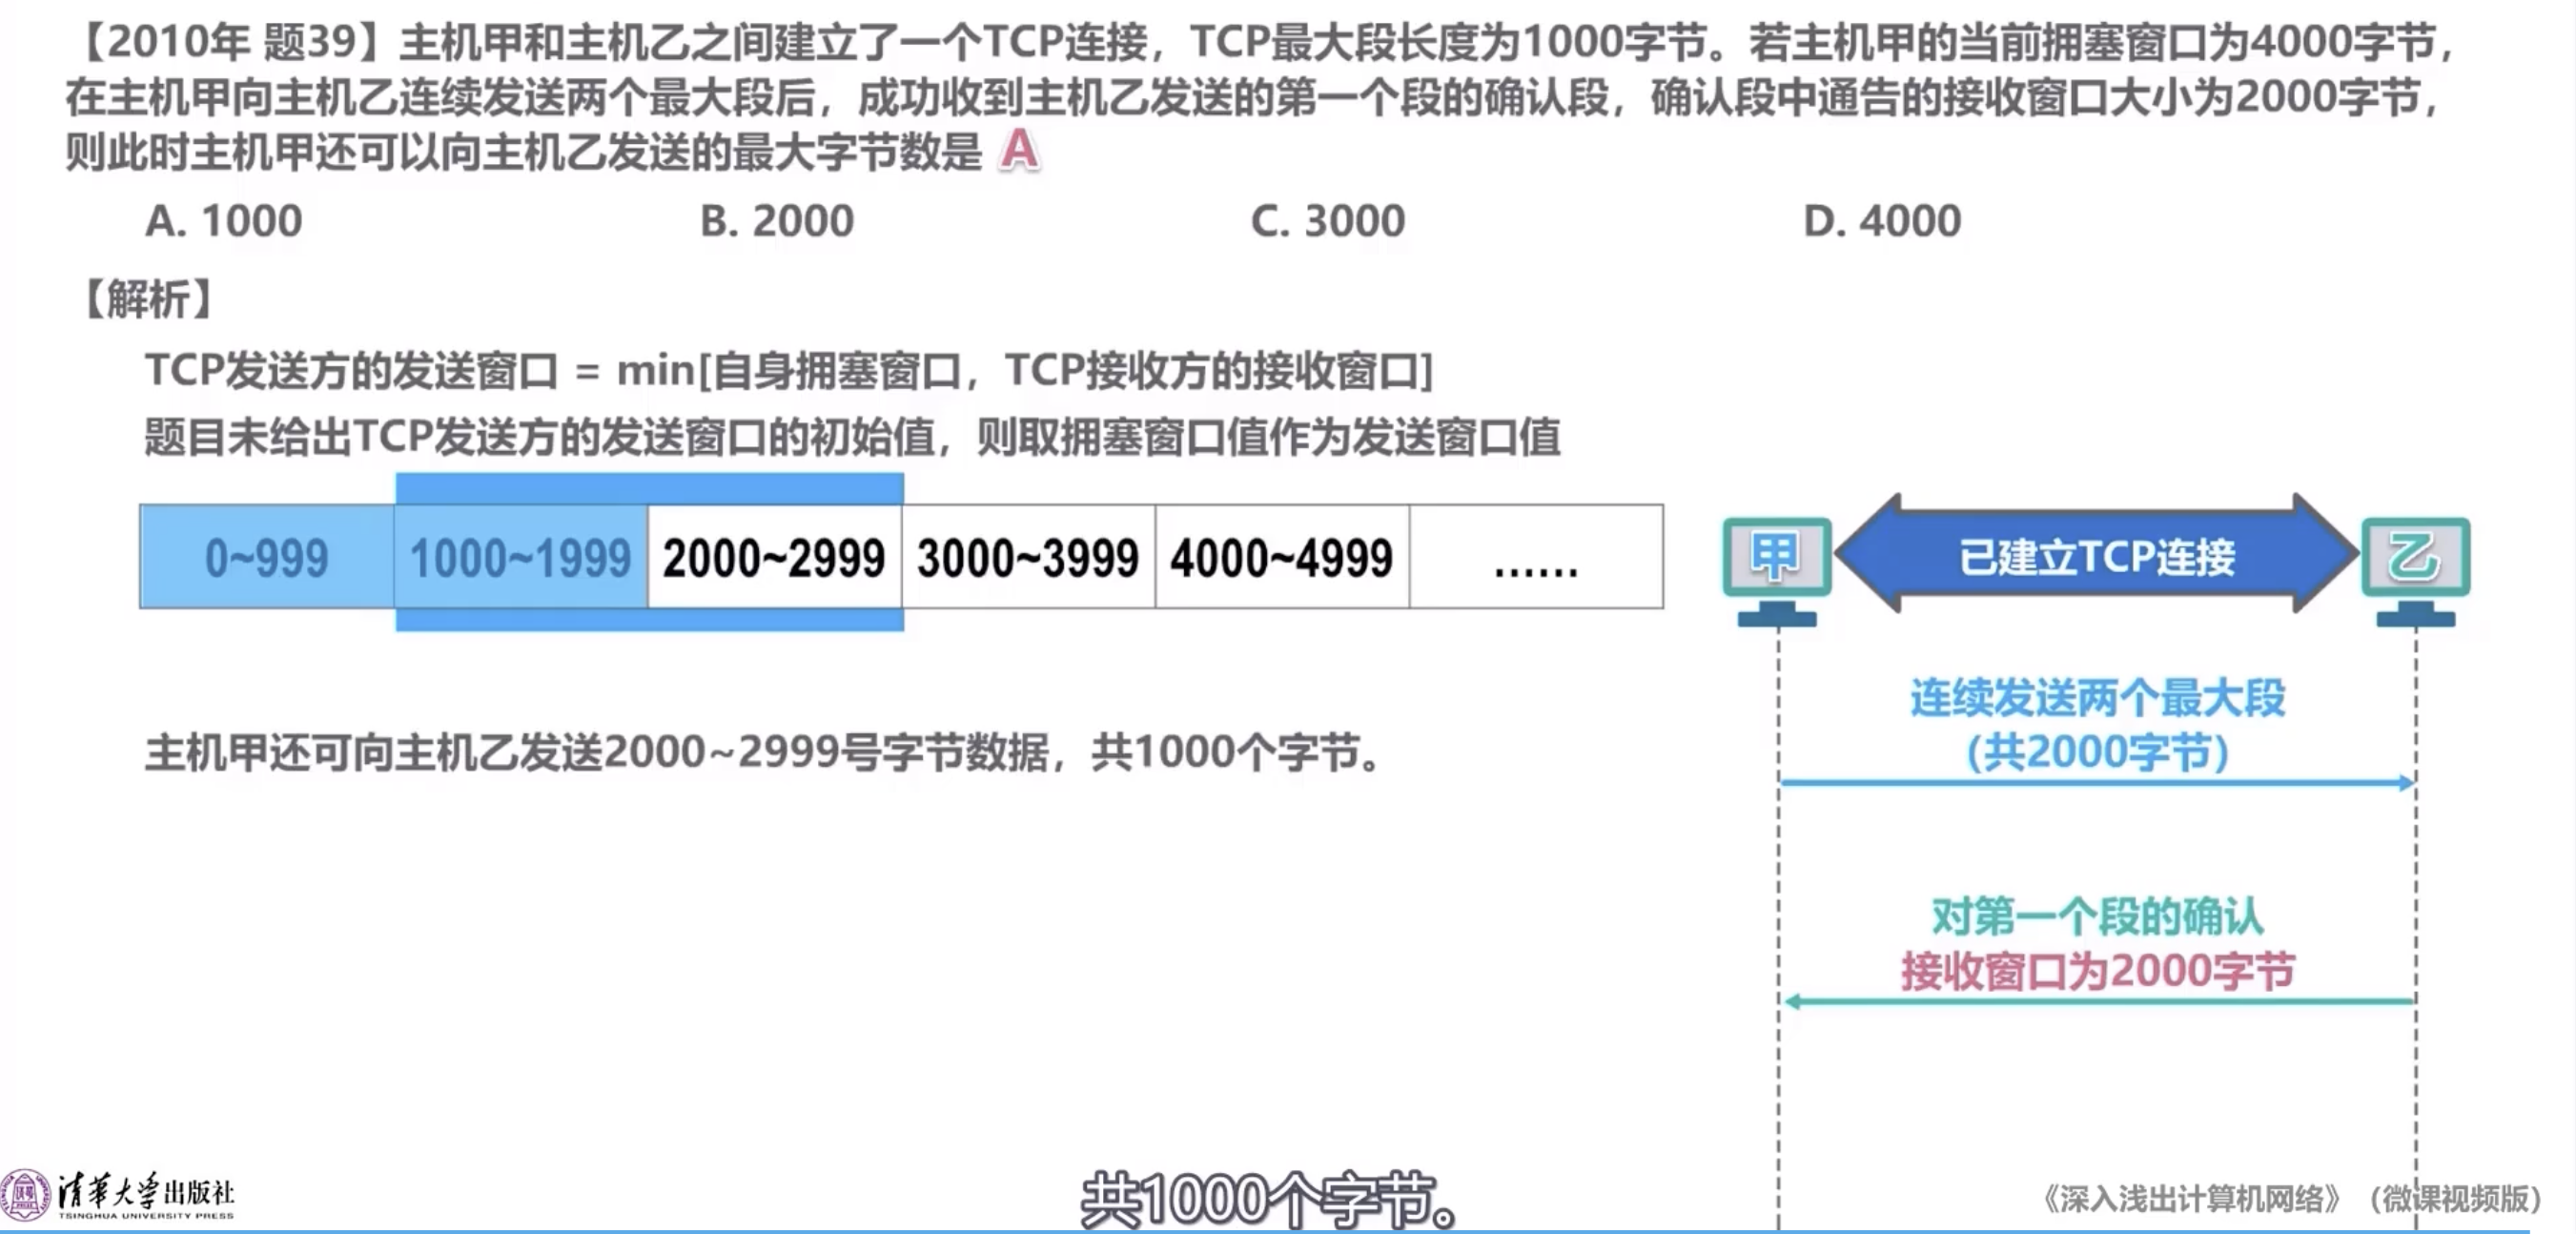 【2010年 题39】主机甲和主机乙之间建立了一个TCP连接，TCP最大段长度为1000字节。若主机甲的当前拥塞窗口为4000字节，
在主机甲向主机乙连续发送两个最大段后，成功收到主机乙发送的第一个段的确认段，确认段中通告的接收窗口大小为2000字节，
则此时主机甲还可以向主机乙发送的最大字节数是 A
A. 1000 B. 2000 C. 3000 D. 4000
【解析】
TCP发送方的发送窗口 = min[自身拥塞窗口，TCP接收方的接收窗口]
题目未给出TCP发送方的发送窗口的初始值，则取拥塞窗口值作为发送窗口值
0~999 1000~1999 2000~2999 3000~3999 4000~4999 ......
甲 已建立TCP连接 乙
连续发送两个最大段
（共2000字节）
主机甲还可向主机乙发送2000~2999号字节数据，共1000个字节。
对第一个段的确认
接收窗口为2000字节
清华大学出版社
TSINGHUA UNIVERSITY PRESS
共1000个字节。
《深入浅出计算机网络》（微课视频版）